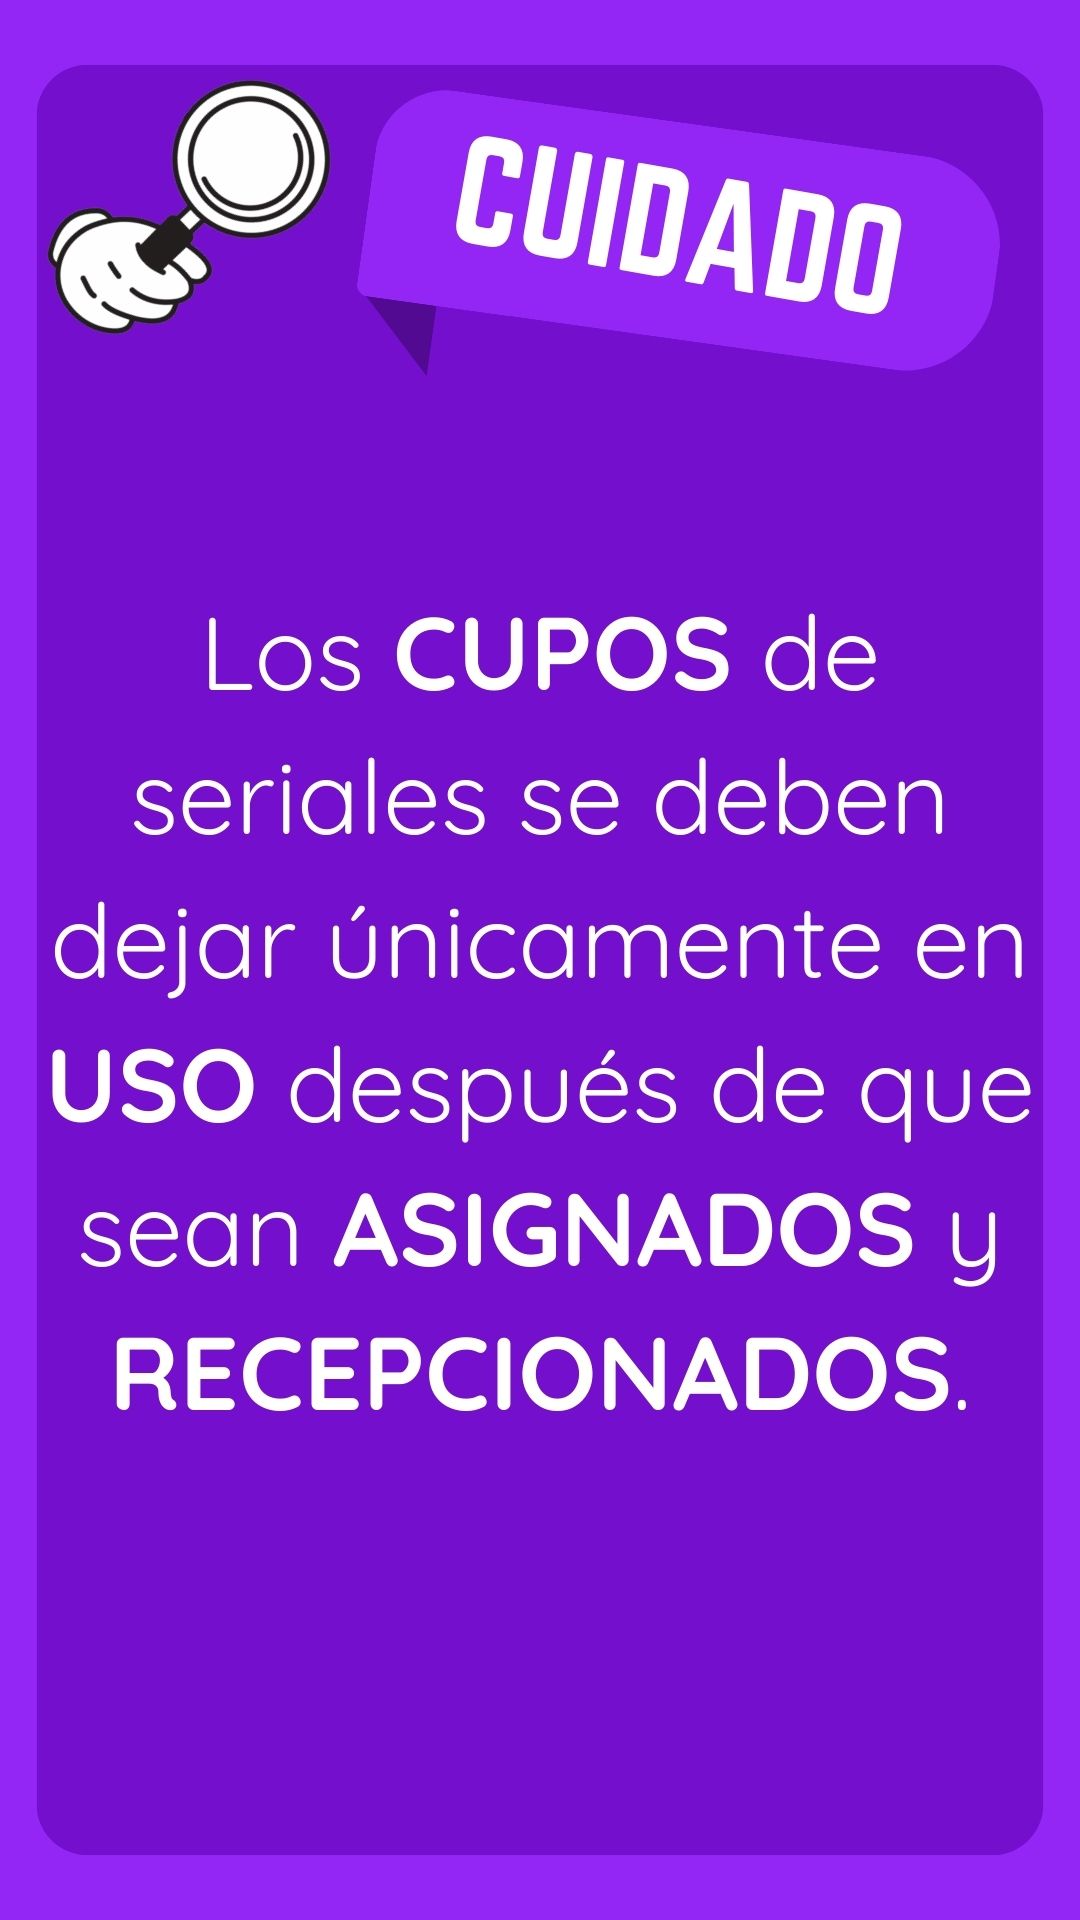 CUIDADO
Los CUPOS de
seriales se deben
dejar únicamente en
USO después de que
sean ASIGNADOS y
RECEPCIONADOS.